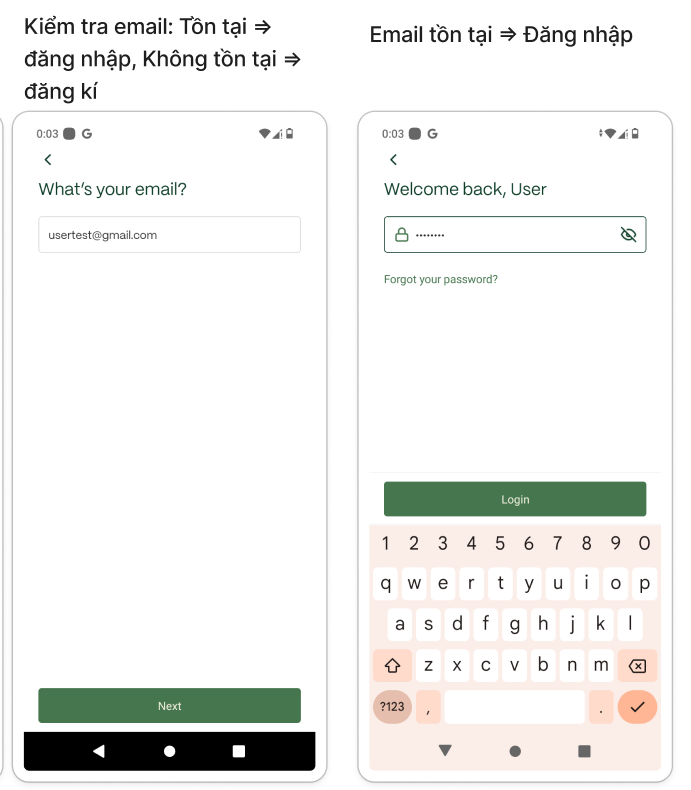 Kiểm tra email: Tồn tại ⇒
đăng nhập, Không tồn tại ⇒
đăng kí
0:03 G
What's your email?
usertest@gmail.com
Next
Email tồn tại ⇒ Đăng nhập
0:03 G
Welcome back, User
••••••••
Forgot your password?
Login
1 2 3 4 5 6 7 8 9 0
q w e r t y u i o p
a s d f g h j k l
z x c v b n m
?123 , .